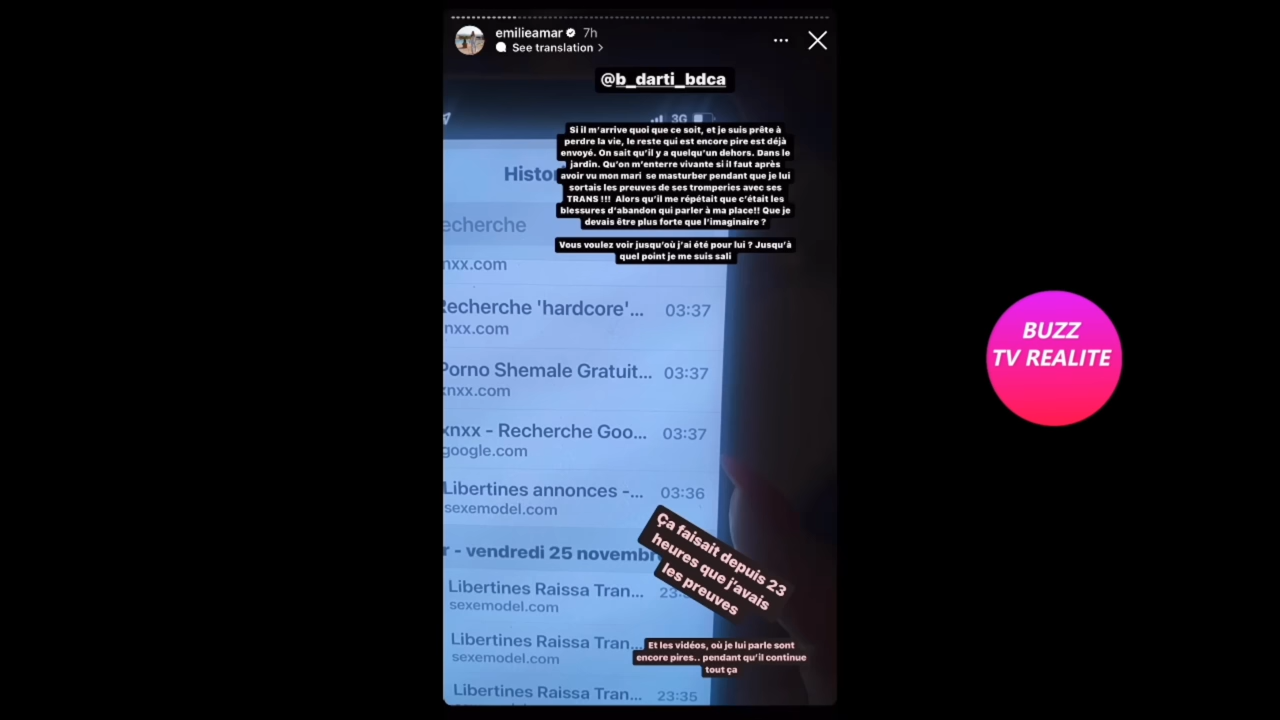 emilieamar 7h
See translation >
@b_darti_bdca
3G
Si il m'arrive quoi que ce soit, et je suis prête à
perdre la vie, le reste qui est encore pire est déjà
envoyé. On sait qu'il y a quelqu'un dehors. Dans le
jardin. Qu'on m'enterre vivante si il faut après
avoir vu mon mari se masturber pendant que je lui
sortais les preuves de ses tromperies avec ses
TRANS !!! Alors qu'il me répétait que c'était les
blessures d'abandon qui parler à ma place!! Que je
devais être plus forte que l'imaginaire ?
Vous voulez voir jusqu'où j'ai été pour lui ? Jusqu'à
quel point je me suis sali
Histo
echerche
nxx.com
Recherche 'hardcore'... 03:37
nxx.com
Porno Shemale Gratuit... 03:37
xnxx.com
xnxx - Recherche Goo... 03:37
google.com
Libertines annonces -... 03:36
sexemodel.com
r - vendredi 25 novembr
Libertines Raissa Tran... 23:
sexemodel.com
Libertines Raissa Tran...
sexemodel.com
Libertines Raissa Tran... 23:35
Ça faisait depuis 23
heures que j'avais
les preuves
Et les vidéos, où je lui parle sont
encore pires.. pendant qu'il continue
tout ça
BUZZ
TV REALITE